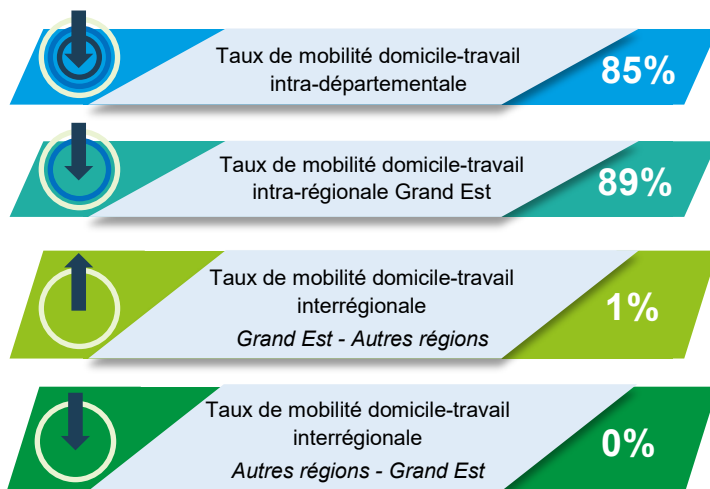 Taux de mobilité domicile-travail
intra-départementale
85%
Taux de mobilité domicile-travail
intra-régionale Grand Est
89%
Taux de mobilité domicile-travail
interrégionale
Grand Est - Autres régions
1%
Taux de mobilité domicile-travail
interrégionale
Autres régions - Grand Est
0%